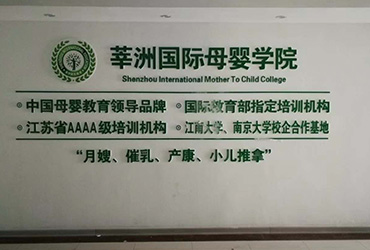 莘洲国际母婴学院
Shenzhou International Mother To Child College
中国母婴教育领导品牌 国际教育部指定培训机构
江苏省AAAA级培训机构 江南大学、南京大学校企合作基地
“月嫂、催乳、产康、小儿推拿”